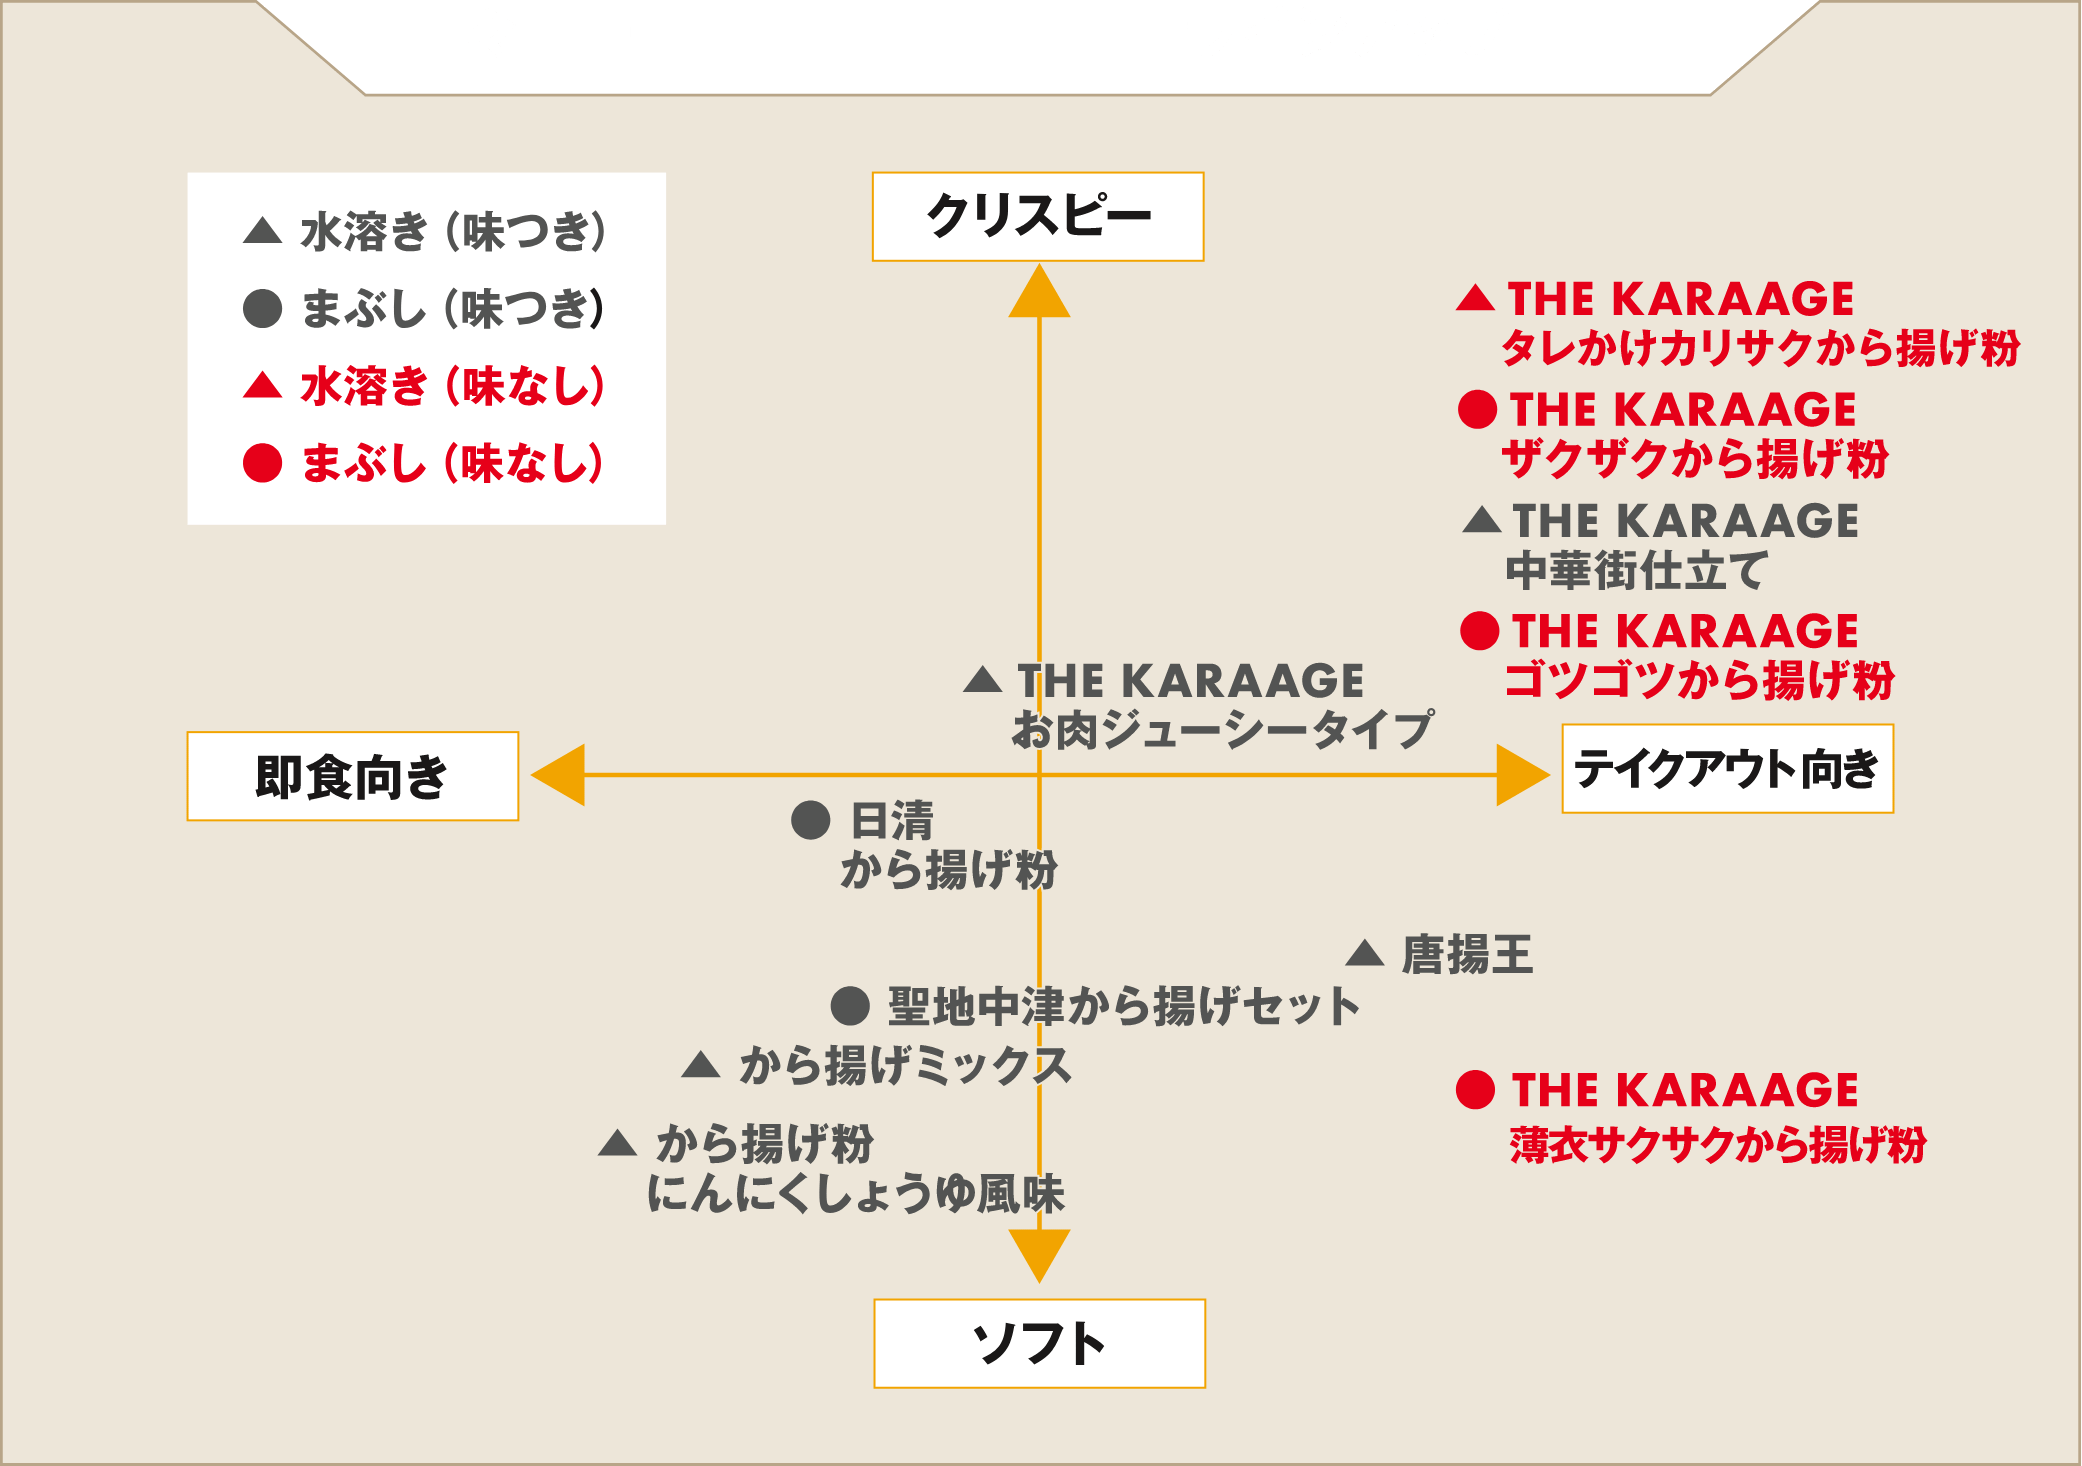 ▲ 水溶き（味つき）
● まぶし（味つき）
▲ 水溶き（味なし）
● まぶし（味なし）
クリスピー
▲ THE KARAAGE
タレかけカリサクから揚げ粉
● THE KARAAGE
ザクザクから揚げ粉
▲ THE KARAAGE
中華街仕立て
● THE KARAAGE
ゴツゴツから揚げ粉
▲ THE KARAAGE
お肉ジューシータイプ
即食向き
テイクアウト向き
● 日清
から揚げ粉
▲ 唐揚王
● 聖地中津から揚げセット
▲ から揚げミックス
● THE KARAAGE
薄衣サクサクから揚げ粉
▲ から揚げ粉
にんにくしょうゆ風味
ソフト